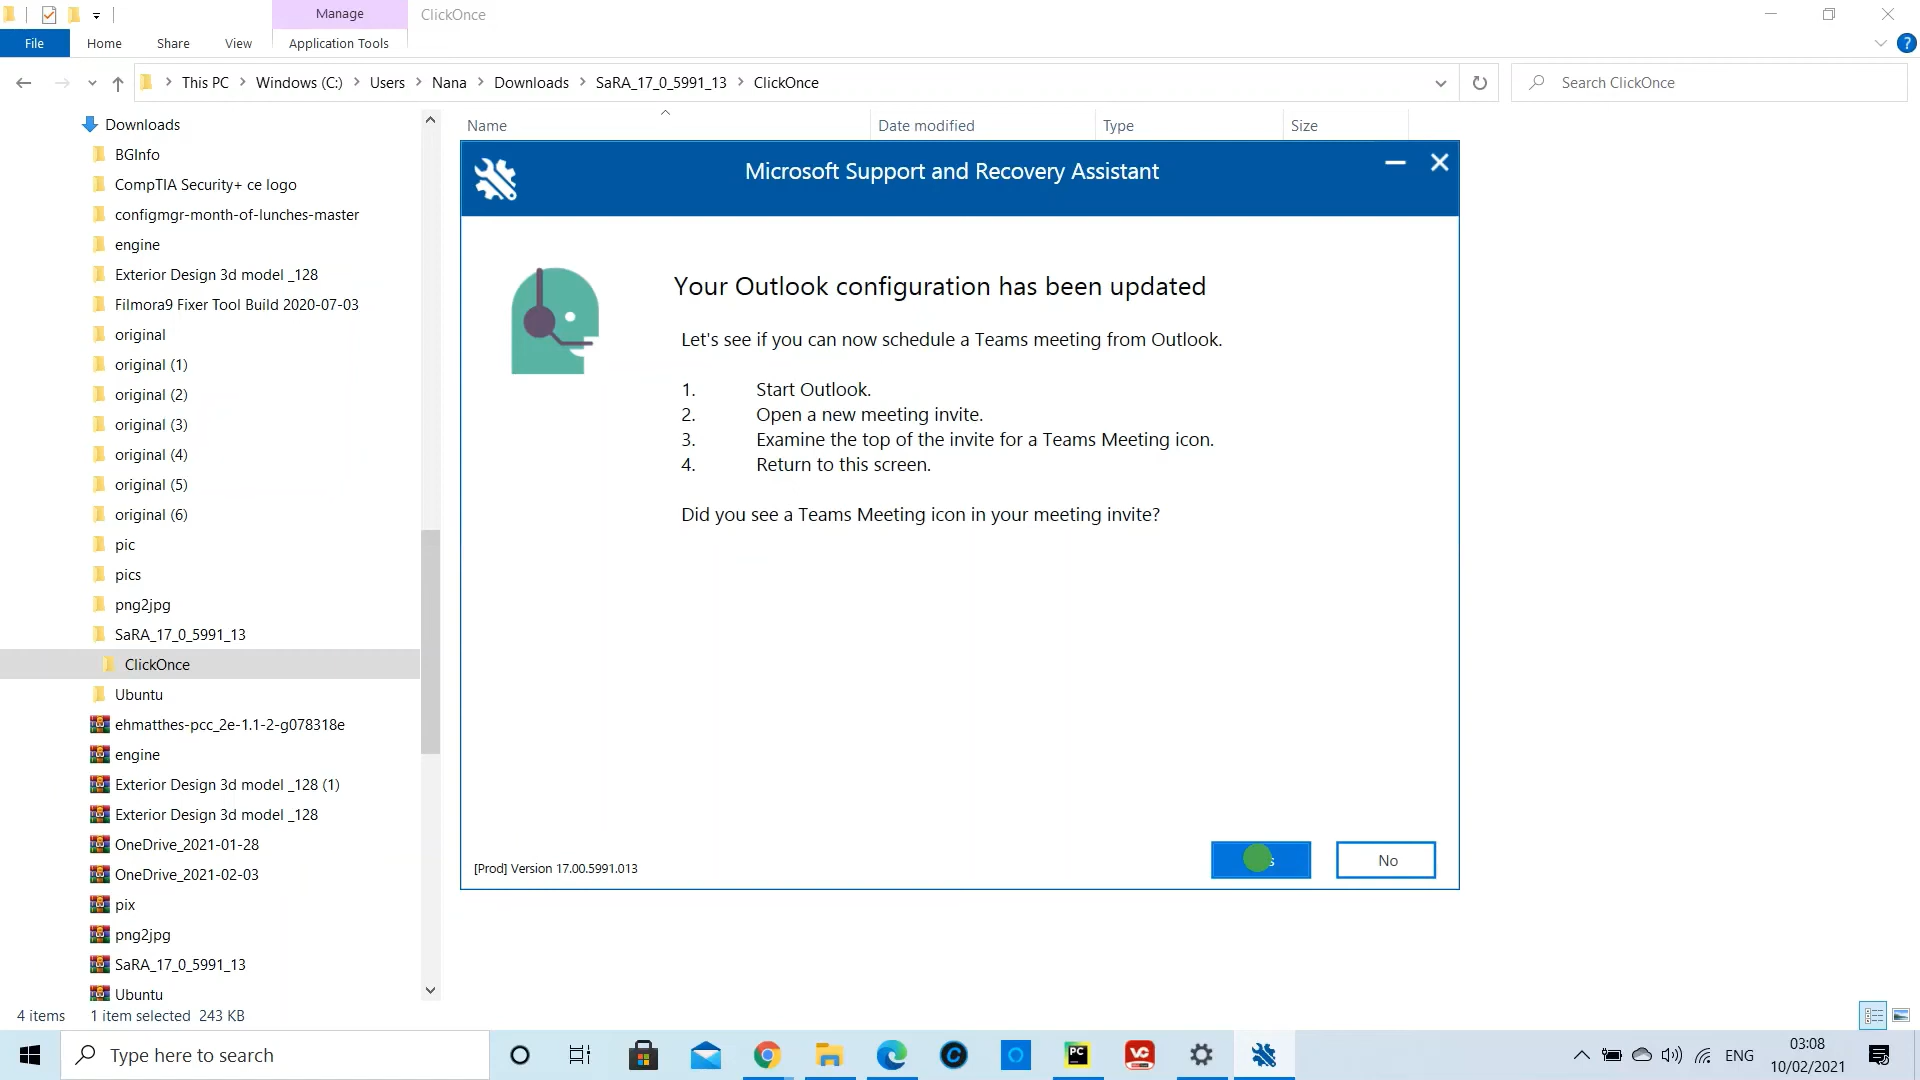 Manage
ClickOnce
File
Home
Share
View
Application Tools
This PC
Windows (C:)
Users
Nana
Downloads
SaRA_17_0_5991_13
ClickOnce
Search ClickOnce
Downloads
BGInfo
CompTIA Security+ ce logo
configmgr-month-of-lunches-master
engine
Exterior Design 3d model _128
Filmora9 Fixer Tool Build 2020-07-03
original
original (1)
original (2)
original (3)
original (4)
original (5)
original (6)
pic
pics
png2jpg
SaRA_17_0_5991_13
ClickOnce
Ubuntu
ehmatthes-pcc_2e-1.1-2-g078318e
engine
Exterior Design 3d model _128 (1)
Exterior Design 3d model _128
OneDrive_2021-01-28
OneDrive_2021-02-03
pix
png2jpg
SaRA_17_0_5991_13
Ubuntu
Name
Date modified
Type
Size
Microsoft Support and Recovery Assistant
Your Outlook configuration has been updated
Let's see if you can now schedule a Teams meeting from Outlook.
1. Start Outlook.
2. Open a new meeting invite.
3. Examine the top of the invite for a Teams Meeting icon.
4. Return to this screen.
Did you see a Teams Meeting icon in your meeting invite?
[Prod] Version 17.00.5991.013
No
4 items
1 item selected 243 KB
Type here to search
PC
VC
ENG
03:08
10/02/2021